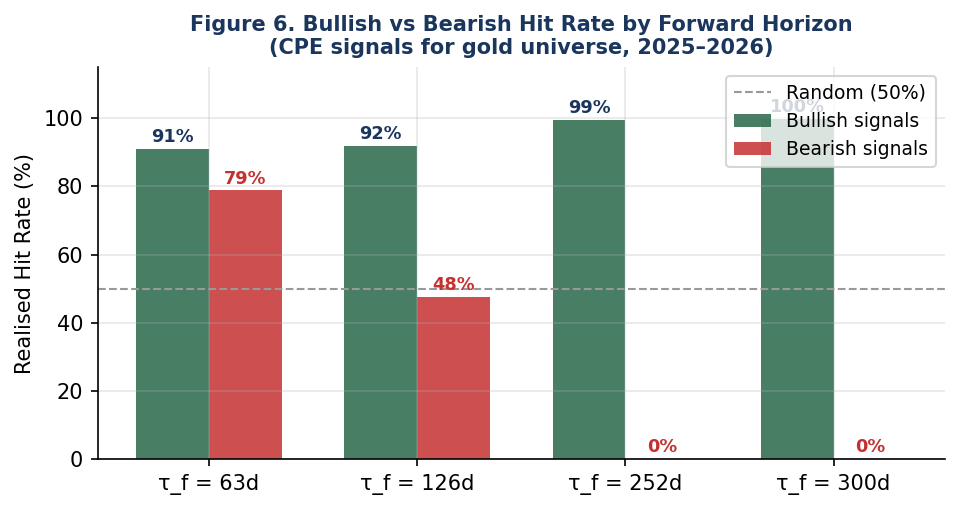 Figure 6. Bullish vs Bearish Hit Rate by Forward Horizon
(CPE signals for gold universe, 2025–2026)
Realised Hit Rate (%)
100
80
60
40
20
0
91%
79%
92%
48%
99%
0%
100%
0%
Random (50%)
Bullish signals
Bearish signals
τ_f = 63d
τ_f = 126d
τ_f = 252d
τ_f = 300d